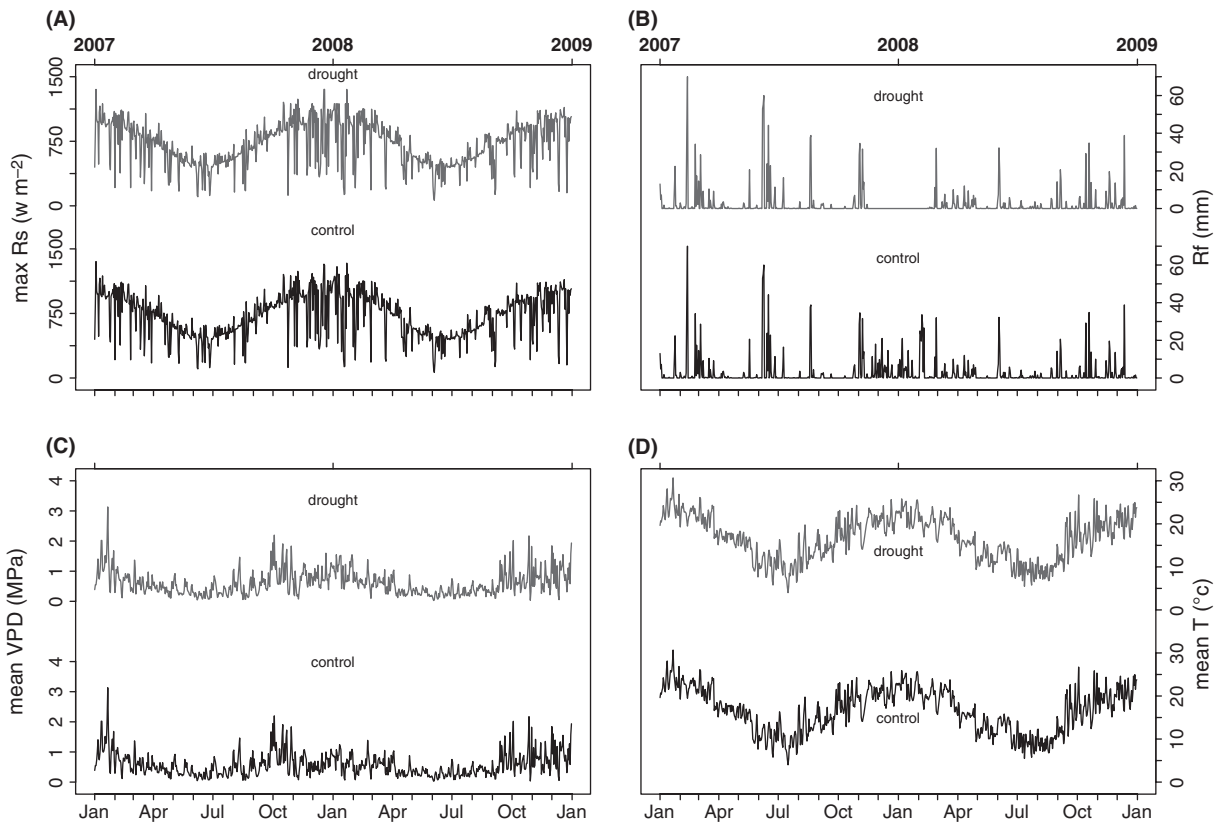 (A)
2007 2008 2009
drought
control
max Rs (w m−2)
0 750 1500
0 750 1500
(B)
2007 2008 2009
drought
control
Rf (mm)
0 20 40 60
0 20 40 60
(C)
drought
control
mean VPD (MPa)
0 1 2 3 4
0 1 2 3 4
Jan Apr Jul Oct Jan Apr Jul Oct Jan
(D)
drought
control
mean T (°c)
0 10 20 30
0 10 20 30
Jan Apr Jul Oct Jan Apr Jul Oct Jan